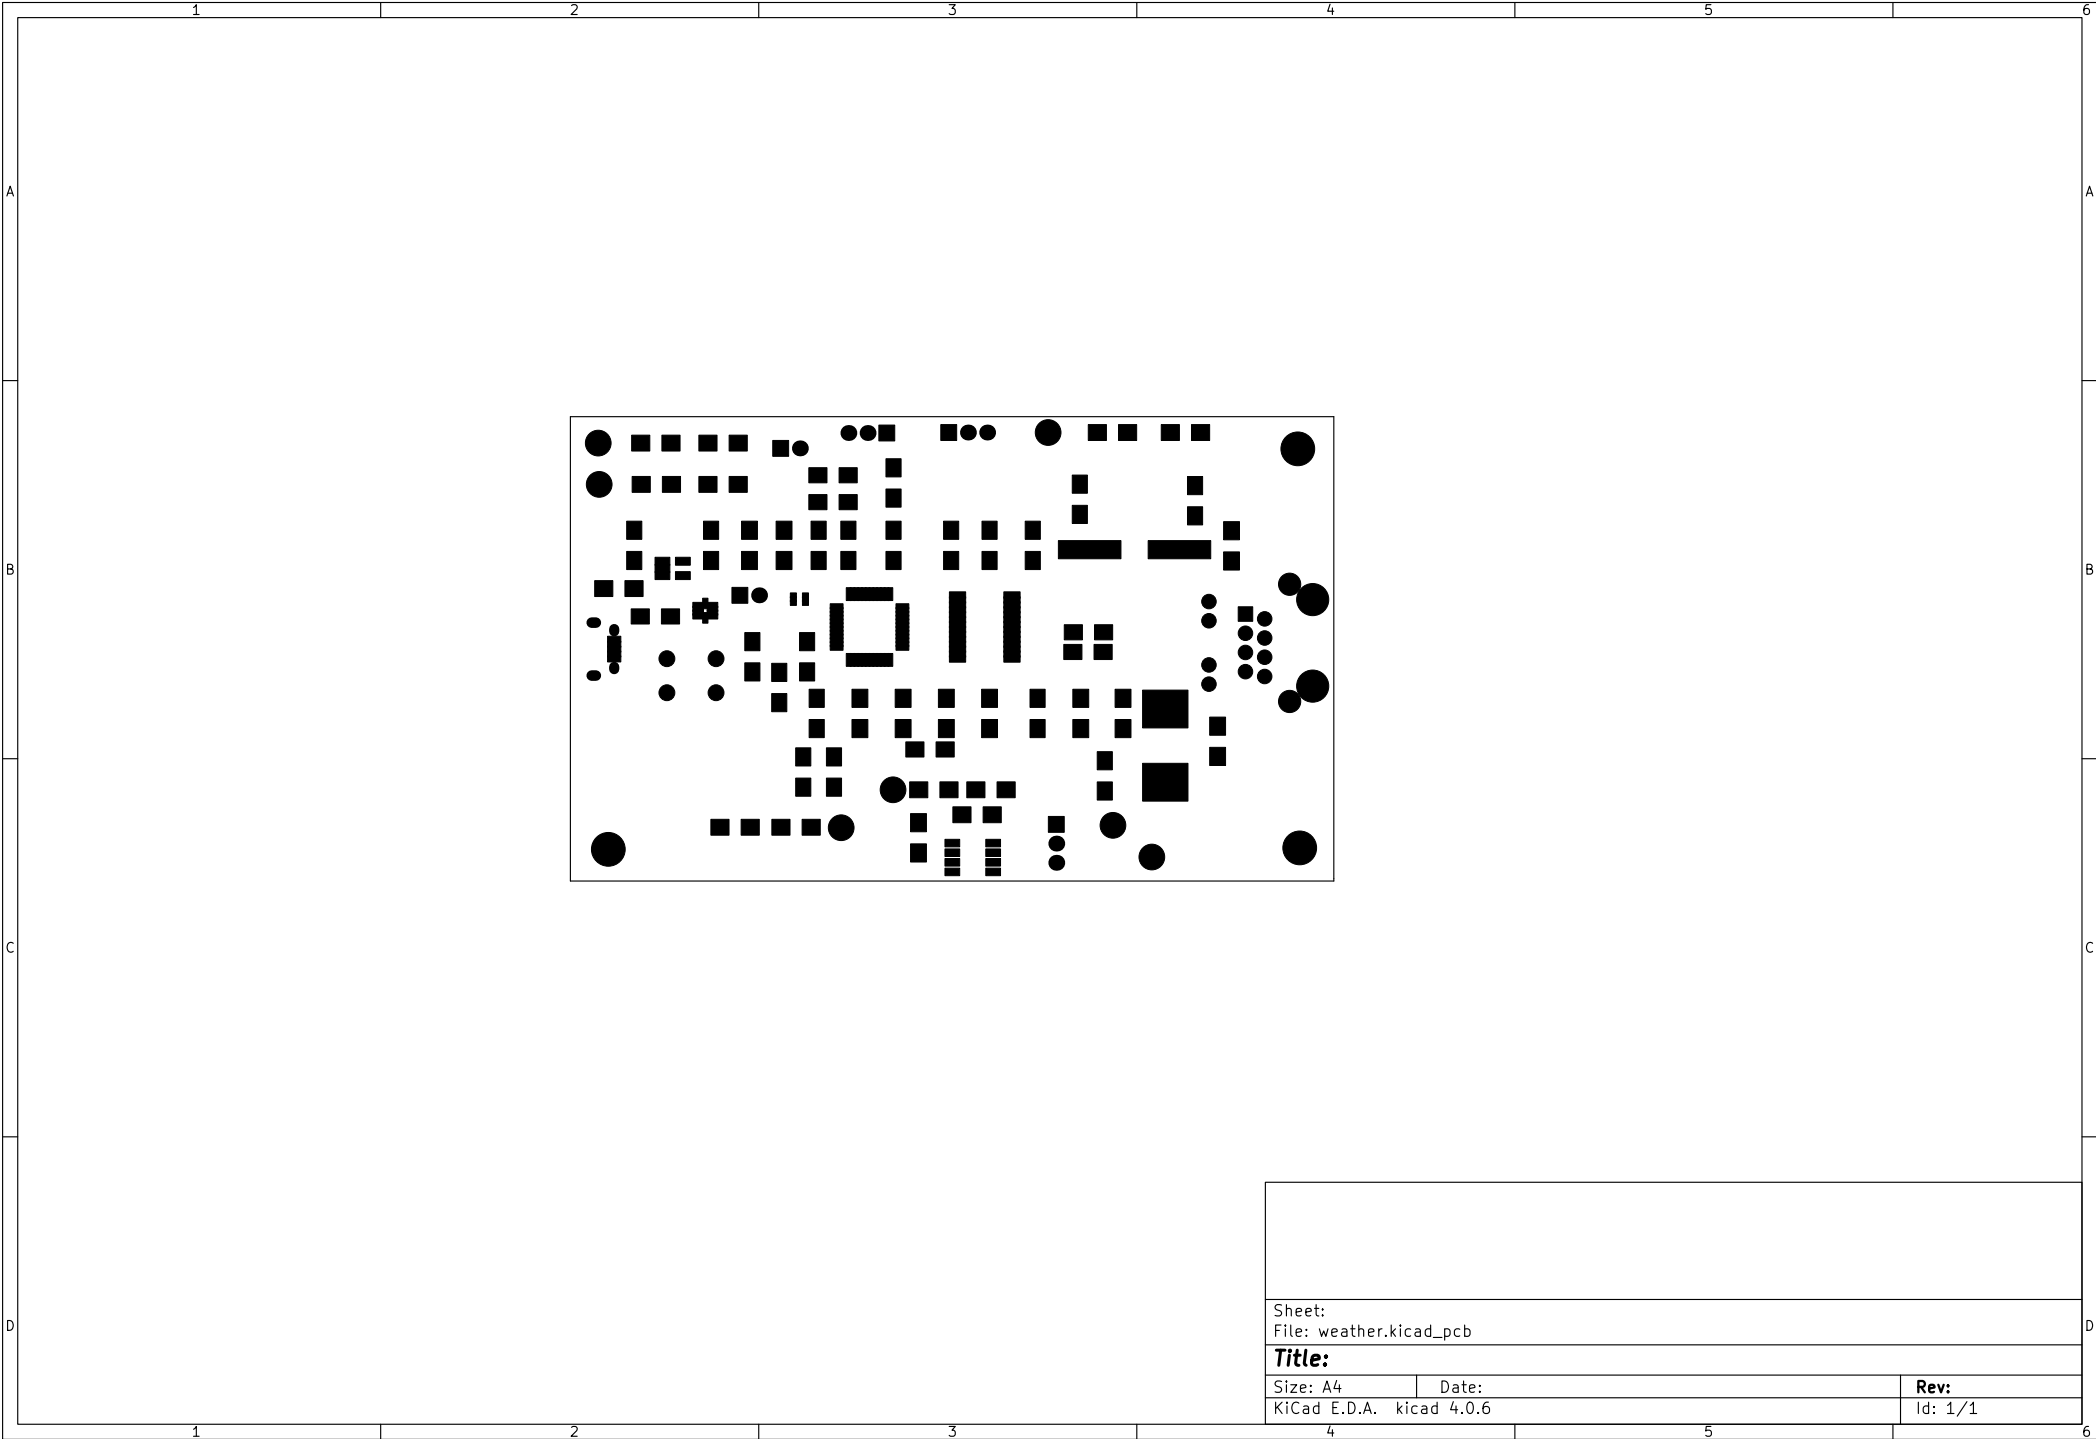 1 2 3 4 5 6
A A
B B
C C
Sheet:
File: weather.kicad_pcb
D D
Title:
Size: A4 Date: Rev:
KiCad E.D.A. kicad 4.0.6 Id: 1/1
1 2 3 4 5 6